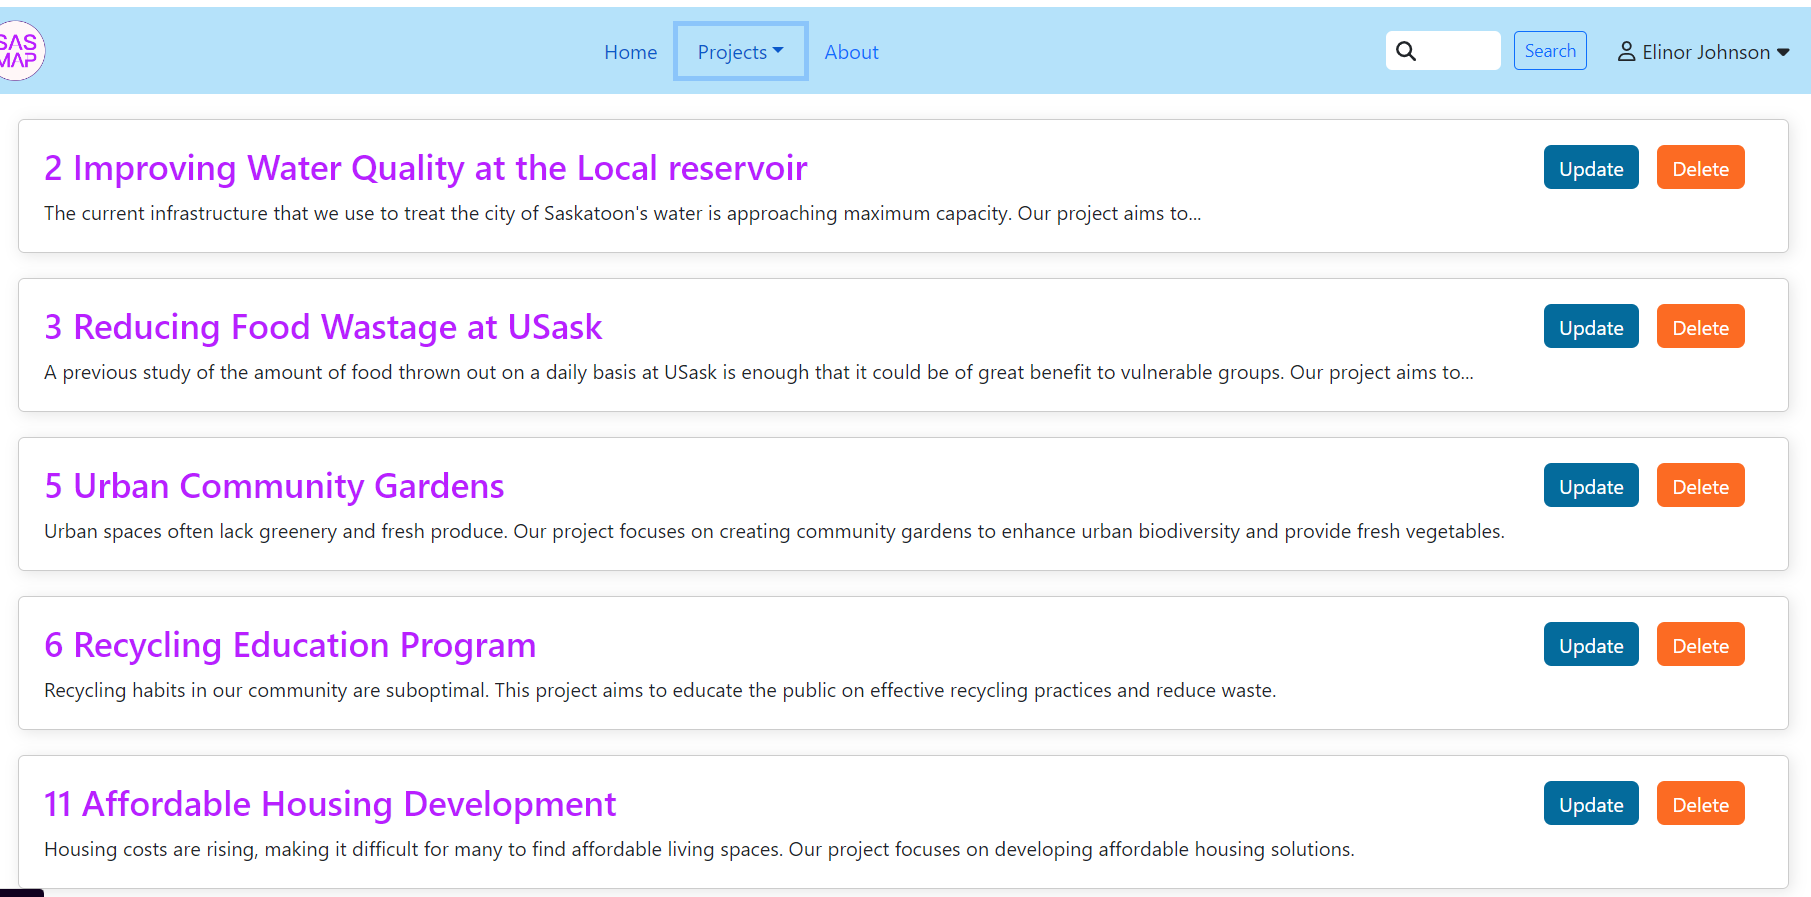 SAS
MAP
Home
Projects
About
Search
Elinor Johnson
2 Improving Water Quality at the Local reservoir
Update
Delete
The current infrastructure that we use to treat the city of Saskatoon's water is approaching maximum capacity. Our project aims to...
3 Reducing Food Wastage at USask
Update
Delete
A previous study of the amount of food thrown out on a daily basis at USask is enough that it could be of great benefit to vulnerable groups. Our project aims to...
5 Urban Community Gardens
Update
Delete
Urban spaces often lack greenery and fresh produce. Our project focuses on creating community gardens to enhance urban biodiversity and provide fresh vegetables.
6 Recycling Education Program
Update
Delete
Recycling habits in our community are suboptimal. This project aims to educate the public on effective recycling practices and reduce waste.
11 Affordable Housing Development
Update
Delete
Housing costs are rising, making it difficult for many to find affordable living spaces. Our project focuses on developing affordable housing solutions.